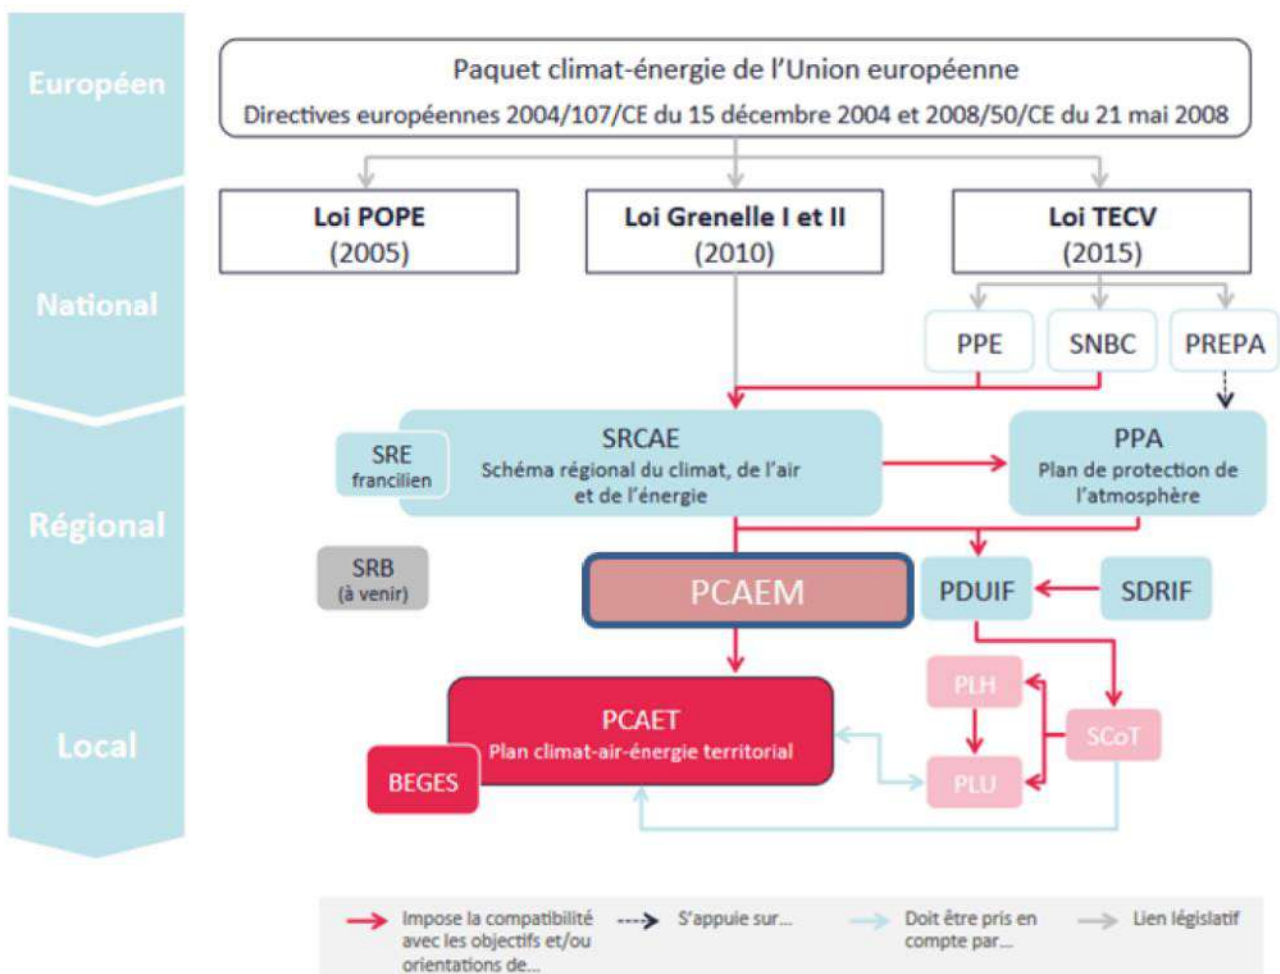 Européen
Paquet climat-énergie de l'Union européenne
Directives européennes 2004/107/CE du 15 décembre 2004 et 2008/50/CE du 21 mai 2008
National
Loi POPE
(2005)
Loi Grenelle I et II
(2010)
Loi TECV
(2015)
PPE
SNBC
PREPA
Régional
SRE
francilien
SRCAE
Schéma régional du climat, de l'air
et de l'énergie
PPA
Plan de protection de
l'atmosphère
SRB
(à venir)
PCAEM
PDUIF
SDRIF
Local
PCAET
Plan climat-air-énergie territorial
BEGES
PLH
SCoT
PLU
Impose la compatibilité
avec les objectifs et/ou
orientations de...
S'appuie sur...
Doit être pris en
compte par...
Lien législatif